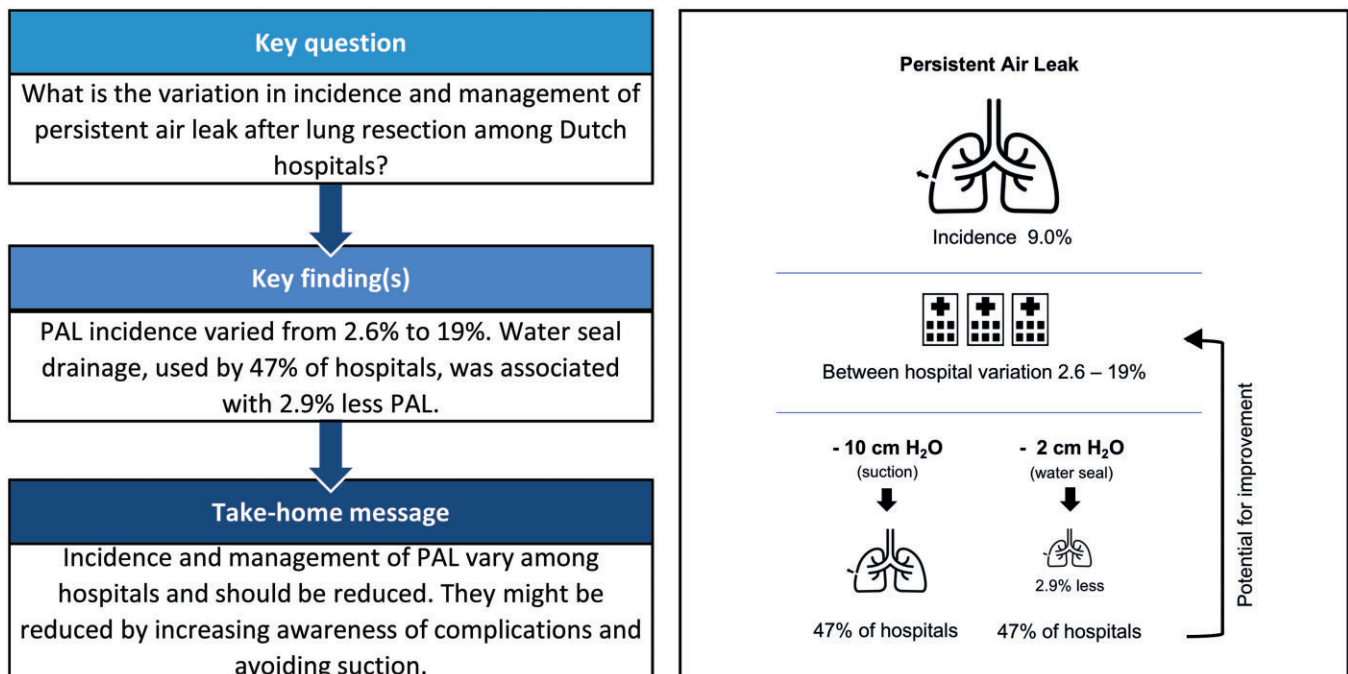 Key question
What is the variation in incidence and management of
persistent air leak after lung resection among Dutch
hospitals?
Key finding(s)
PAL incidence varied from 2.6% to 19%. Water seal
drainage, used by 47% of hospitals, was associated
with 2.9% less PAL.
Take-home message
Incidence and management of PAL vary among
hospitals and should be reduced. They might be
reduced by increasing awareness of complications and
avoiding suction.
Persistent Air Leak
Incidence 9.0%
Between hospital variation 2.6 – 19%
- 10 cm H₂O
(suction)
47% of hospitals
- 2 cm H₂O
(water seal)
2.9% less
47% of hospitals
Potential for improvement